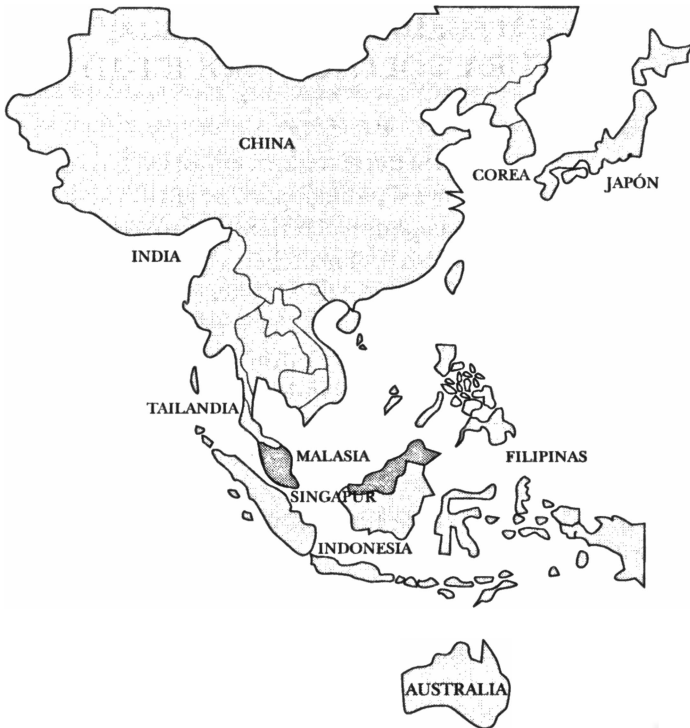 CHINA
COREA
JAPÓN
INDIA
TAILANDIA
MALASIA
FILIPINAS
SINGAPUR
INDONESIA
AUSTRALIA